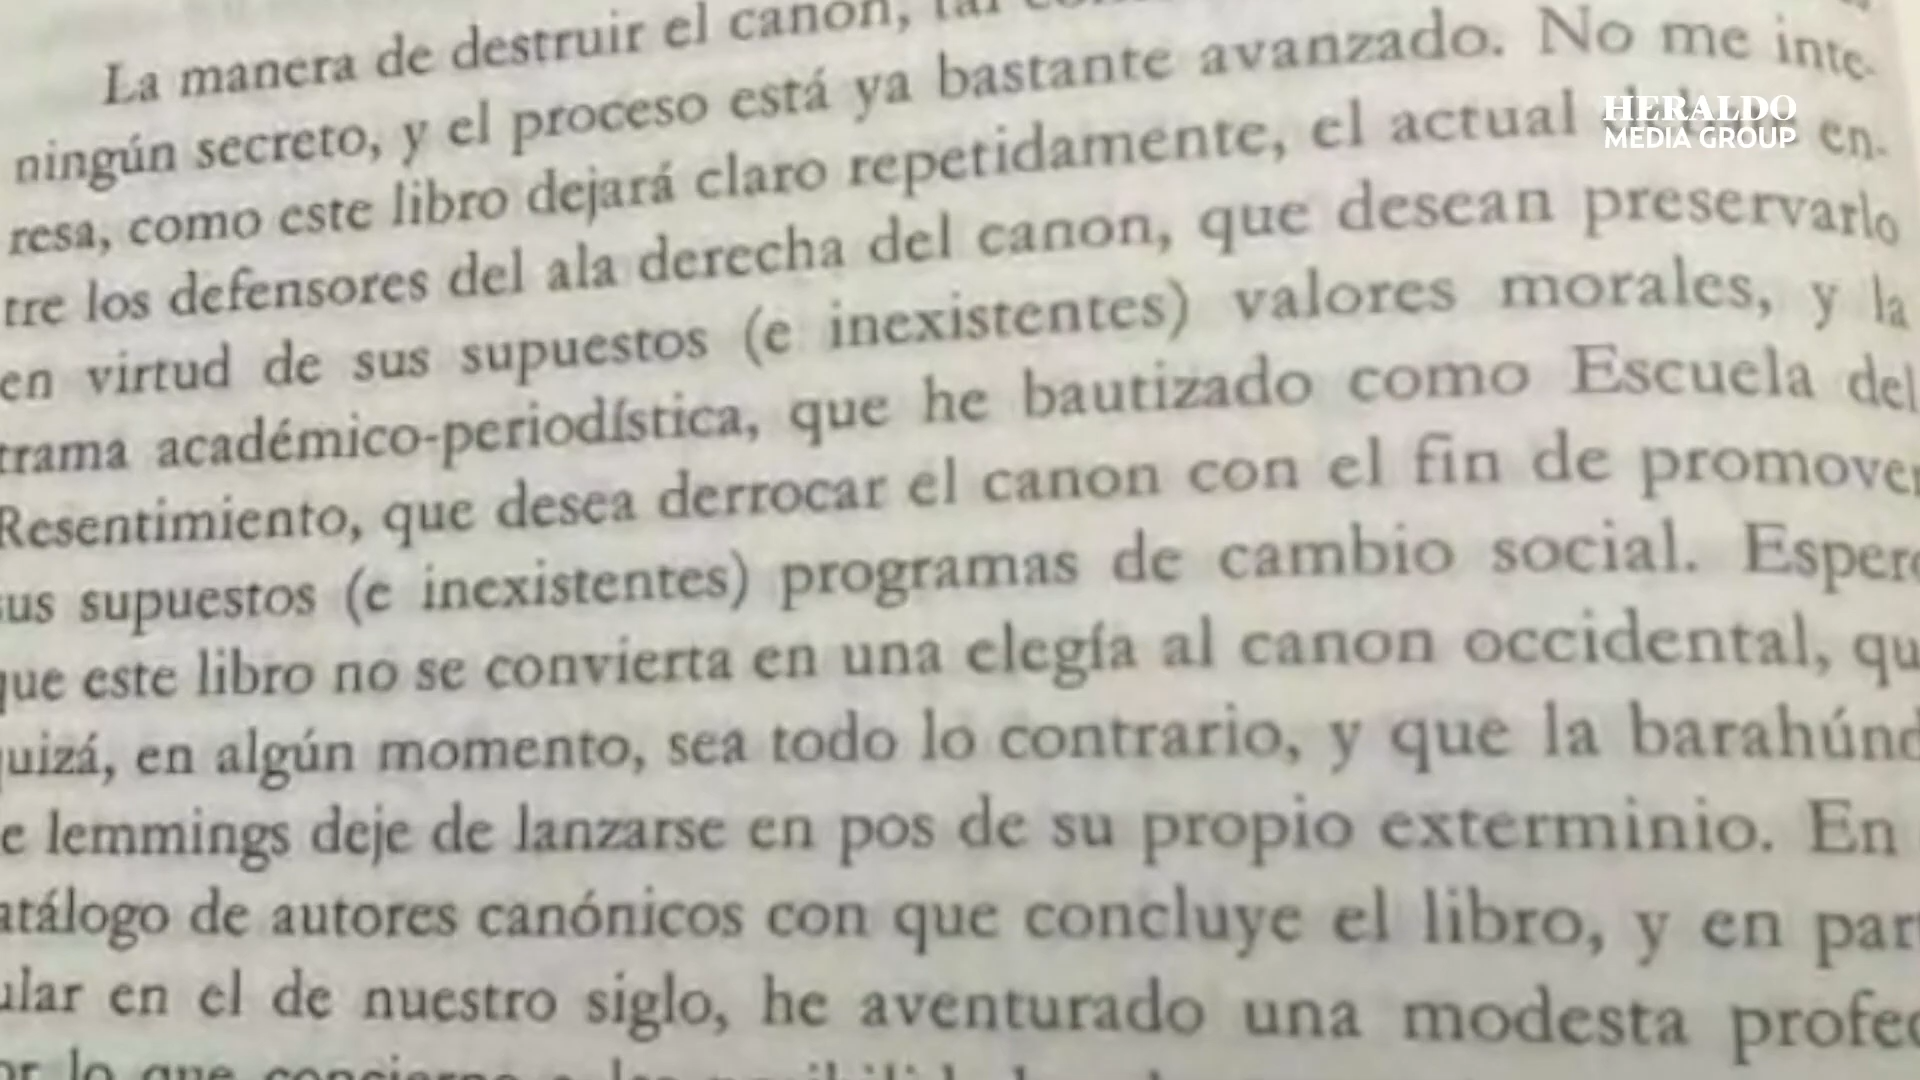 La manera de destruir el canon,
ningún secreto, y el proceso está ya bastante avanzado. No me inte-
resa, como este libro dejará claro repetidamente, el actual en-
tre los defensores del ala derecha del canon, que desean preservarlo
en virtud de sus supuestos (e inexistentes) valores morales, y la
trama académico-periodística, que he bautizado como Escuela del
Resentimiento, que desea derrocar el canon con el fin de promover
sus supuestos (e inexistentes) programas de cambio social. Espero
que este libro no se convierta en una elegía al canon occidental, qu
quizá, en algún momento, sea todo lo contrario, y que la barahúnd
e lemmings deje de lanzarse en pos de su propio exterminio. En
atálogo de autores canónicos con que concluye el libro, y en par
ular en el de nuestro siglo, he aventurado una modesta profec
lo que
HERALDO
MEDIA GROUP